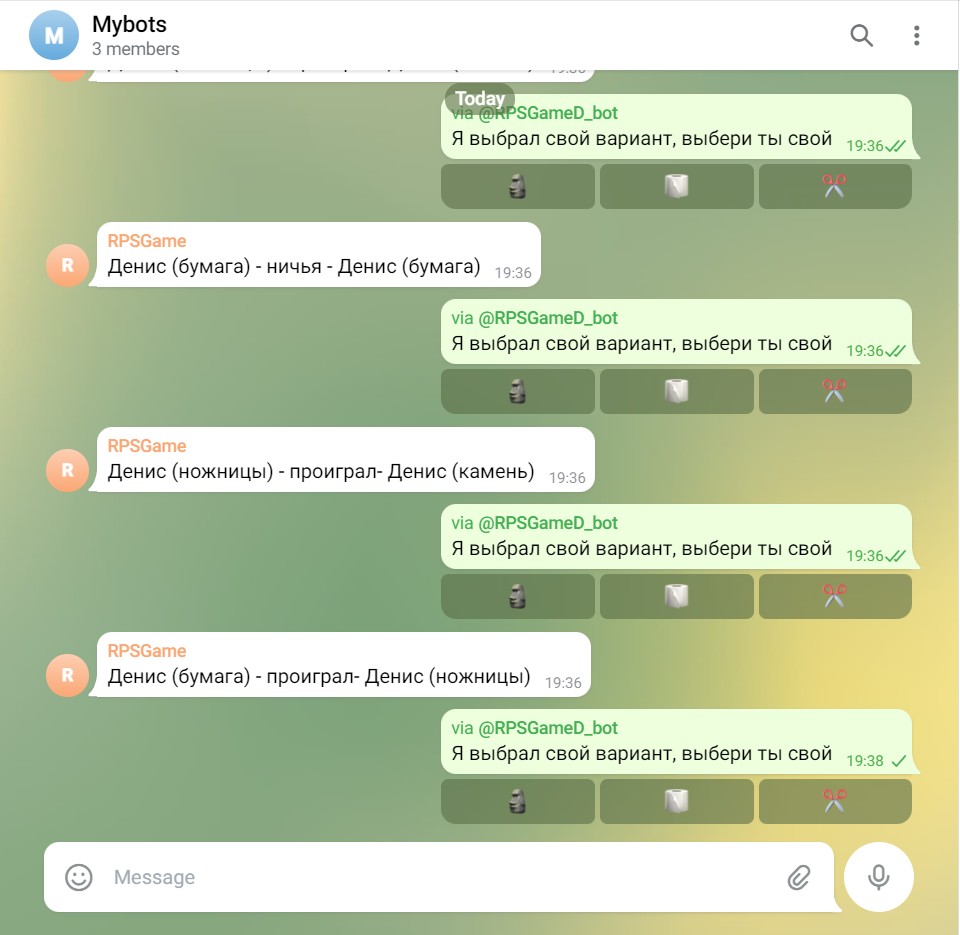 M
Mybots
3 members
19:36
Today
via @RPSGameD_bot
Я выбрал свой вариант, выбери ты свой 19:36
RPSGame
R
Денис (бумага) - ничья - Денис (бумага) 19:36
via @RPSGameD_bot
Я выбрал свой вариант, выбери ты свой 19:36
RPSGame
R
Денис (ножницы) - проиграл- Денис (камень) 19:36
via @RPSGameD_bot
Я выбрал свой вариант, выбери ты свой 19:36
RPSGame
R
Денис (бумага) - проиграл- Денис (ножницы) 19:36
via @RPSGameD_bot
Я выбрал свой вариант, выбери ты свой 19:38
Message